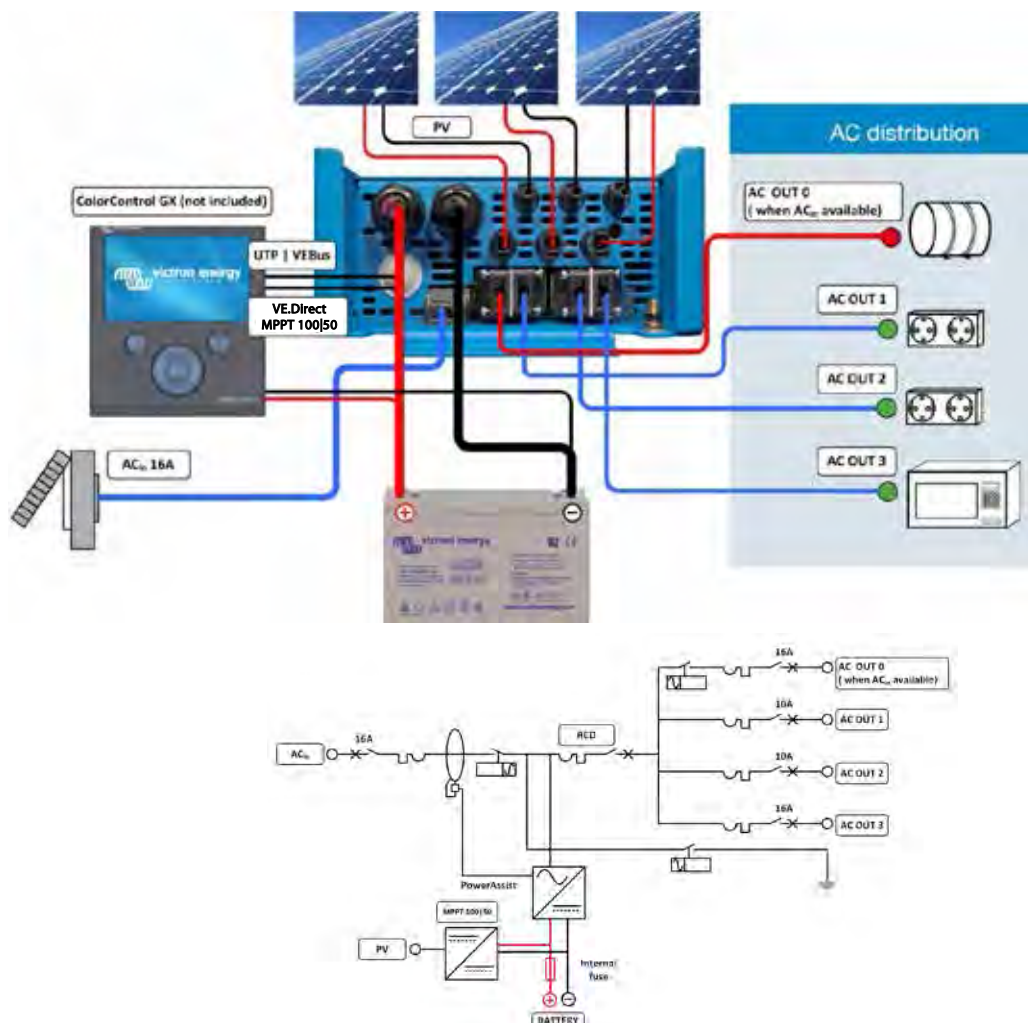 PV
AC distribution
ColorControl GX (not included)
victron energy
UTP | VEBus
VE.Direct
MPPT 100|50
AC OUT 0
( when ACin available)
AC OUT 1
AC OUT 2
AC OUT 3
ACin 16A
+
−
victron energy
16A
AC OUT 0
( when ACin available)
10A
AC OUT 1
RCD
16A
ACin
10A
AC OUT 2
16A
AC OUT 3
PowerAssist
MPPT 100|50
PV
Internal
fuse
+
−
BATTERY